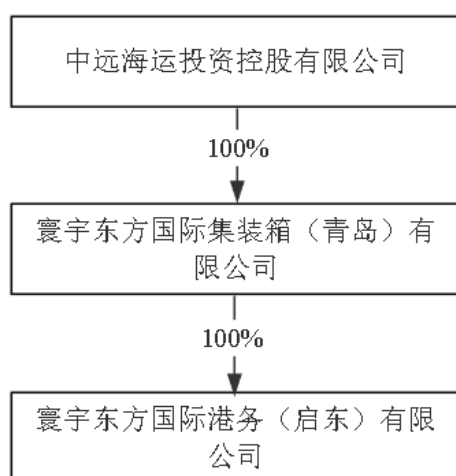 中远海运投资控股有限公司
100%
寰宇东方国际集装箱（青岛）有
限公司
100%
寰宇东方国际港务（启东）有限
公司